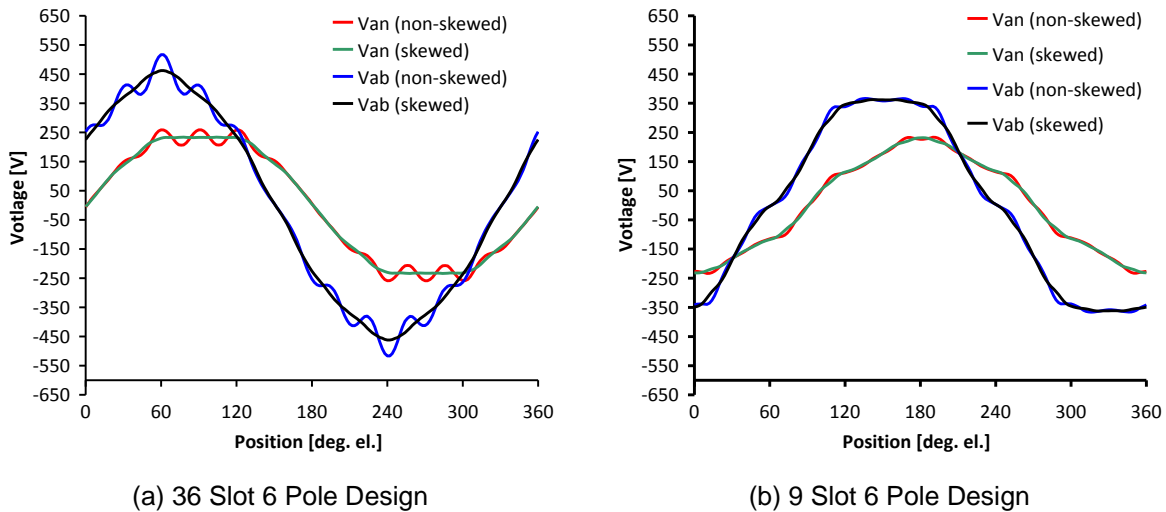 650
550
450
350
250
150
50
-50
-150
-250
-350
-450
-550
-650
Votlage [V]
Van (non-skewed)
Van (skewed)
Vab (non-skewed)
Vab (skewed)
0 60 120 180 240 300 360
Position [deg. el.]
(a) 36 Slot 6 Pole Design
650
550
450
350
250
150
50
-50
-150
-250
-350
-450
-550
-650
Votlage [V]
Van (non-skewed)
Van (skewed)
Vab (non-skewed)
Vab (skewed)
0 60 120 180 240 300 360
Position [deg. el.]
(b) 9 Slot 6 Pole Design